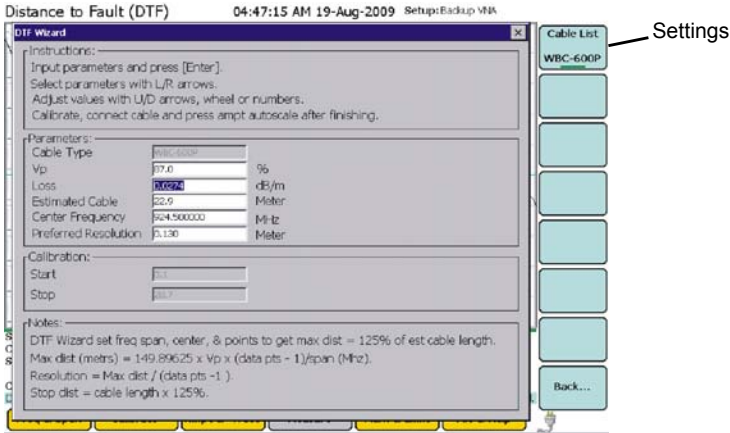 Distance to Fault (DTF) 04:47:15 AM 19-Aug-2009 Setup:Backup VNA
DTF Wizard
Cable List
WBC-600P
Settings
Instructions:
Input parameters and press [Enter].
Select parameters with L/R arrows.
Adjust values with U/D arrows, wheel or numbers.
Calibrate, connect cable and press ampt autoscale after finishing.
Parameters:
Cable Type WBC-600P
Vp 87.0 %
Loss 0.0274 dB/m
Estimated Cable 22.9 Meter
Center Frequency 924.500000 MHz
Preferred Resolution 0.130 Meter
Calibration:
Start
Stop
Notes:
DTF Wizard set freq span, center, & points to get max dist = 125% of est cable length.
Max dist (metrs) = 149.89625 x Vp x (data pts - 1)/span (Mhz).
Resolution = Max dist / (data pts -1 ).
Stop dist = cable length x 125%.
Back...